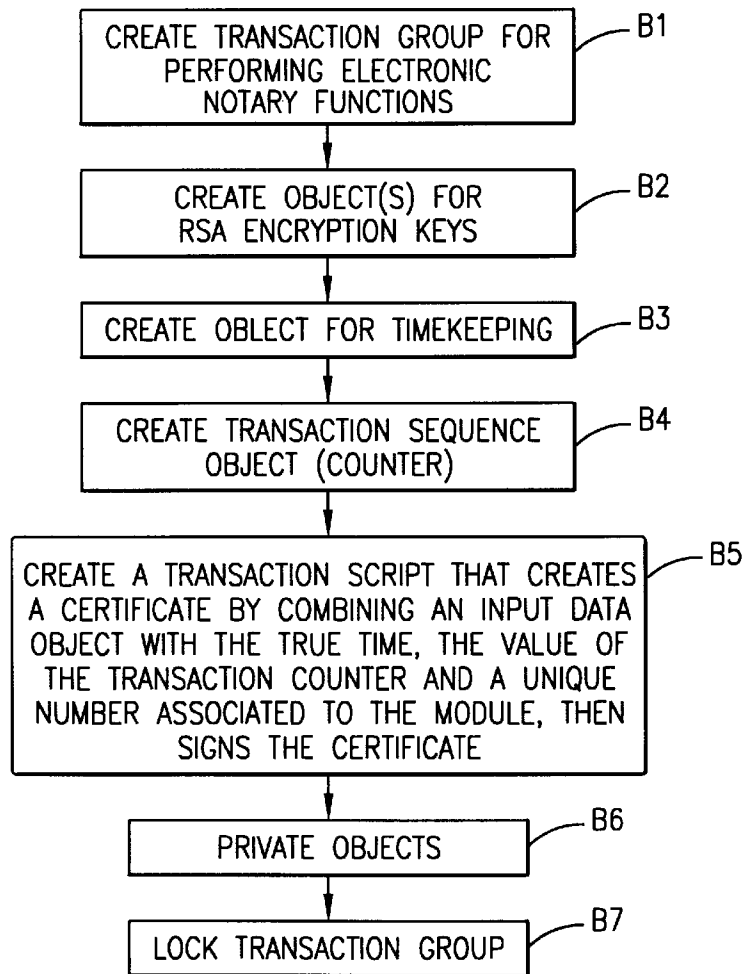 CREATE TRANSACTION GROUP FOR
PERFORMING ELECTRONIC
NOTARY FUNCTIONS
B1
CREATE OBJECT(S) FOR
RSA ENCRYPTION KEYS
B2
CREATE OBLECT FOR TIMEKEEPING
B3
CREATE TRANSACTION SEQUENCE
OBJECT (COUNTER)
B4
CREATE A TRANSACTION SCRIPT THAT CREATES
A CERTIFICATE BY COMBINING AN INPUT DATA
OBJECT WITH THE TRUE TIME, THE VALUE OF
THE TRANSACTION COUNTER AND A UNIQUE
NUMBER ASSOCIATED TO THE MODULE, THEN
SIGNS THE CERTIFICATE
B5
PRIVATE OBJECTS
B6
LOCK TRANSACTION GROUP
B7